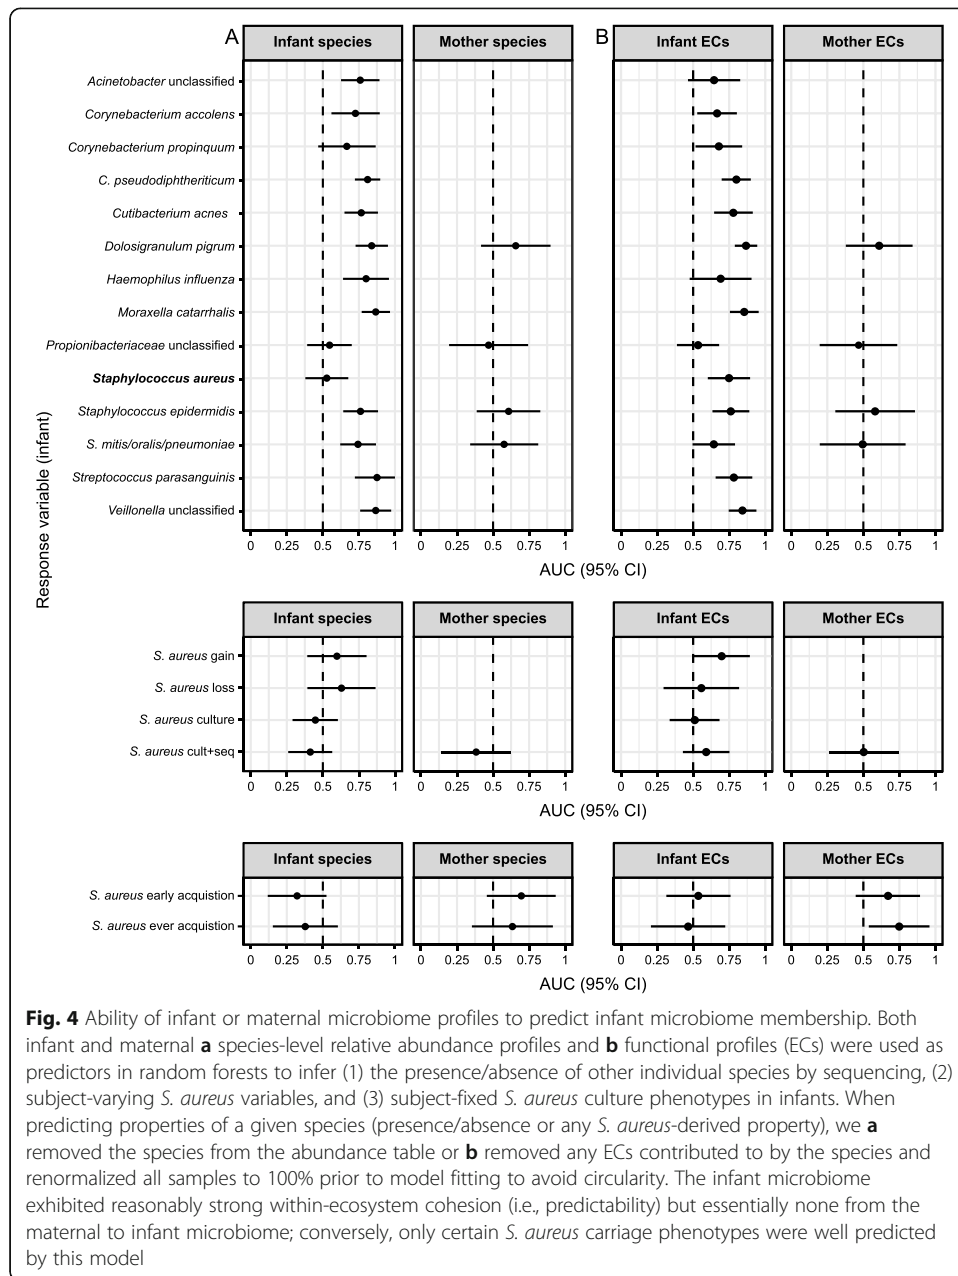 A
Infant species
Mother species
B
Infant ECs
Mother ECs
Response variable (infant)
Acinetobacter unclassified
Corynebacterium accolens
Corynebacterium propinquum
C. pseudodiphtheriticum
Cutibacterium acnes
Dolosigranulum pigrum
Haemophilus influenza
Moraxella catarrhalis
Propionibacteriaceae unclassified
Staphylococcus aureus
Staphylococcus epidermidis
S. mitis/oralis/pneumoniae
Streptococcus parasanguinis
Veillonella unclassified
0 0.25 0.5 0.75 1 0 0.25 0.5 0.75 1 0 0.25 0.5 0.75 1 0 0.25 0.5 0.75 1
AUC (95% CI)
Infant species
Mother species
Infant ECs
Mother ECs
S. aureus gain
S. aureus loss
S. aureus culture
S. aureus cult+seq
0 0.25 0.5 0.75 1 0 0.25 0.5 0.75 1 0 0.25 0.5 0.75 1 0 0.25 0.5 0.75 1
AUC (95% CI)
Infant species
Mother species
Infant ECs
Mother ECs
S. aureus early acquistion
S. aureus ever acquistion
0 0.25 0.5 0.75 1 0 0.25 0.5 0.75 1 0 0.25 0.5 0.75 1 0 0.25 0.5 0.75 1
AUC (95% CI)
Fig. 4 Ability of infant or maternal microbiome profiles to predict infant microbiome membership. Both
infant and maternal a species-level relative abundance profiles and b functional profiles (ECs) were used as
predictors in random forests to infer (1) the presence/absence of other individual species by sequencing, (2)
subject-varying S. aureus variables, and (3) subject-fixed S. aureus culture phenotypes in infants. When
predicting properties of a given species (presence/absence or any S. aureus-derived property), we a
removed the species from the abundance table or b removed any ECs contributed to by the species and
renormalized all samples to 100% prior to model fitting to avoid circularity. The infant microbiome
exhibited reasonably strong within-ecosystem cohesion (i.e., predictability) but essentially none from the
maternal to infant microbiome; conversely, only certain S. aureus carriage phenotypes were well predicted
by this model